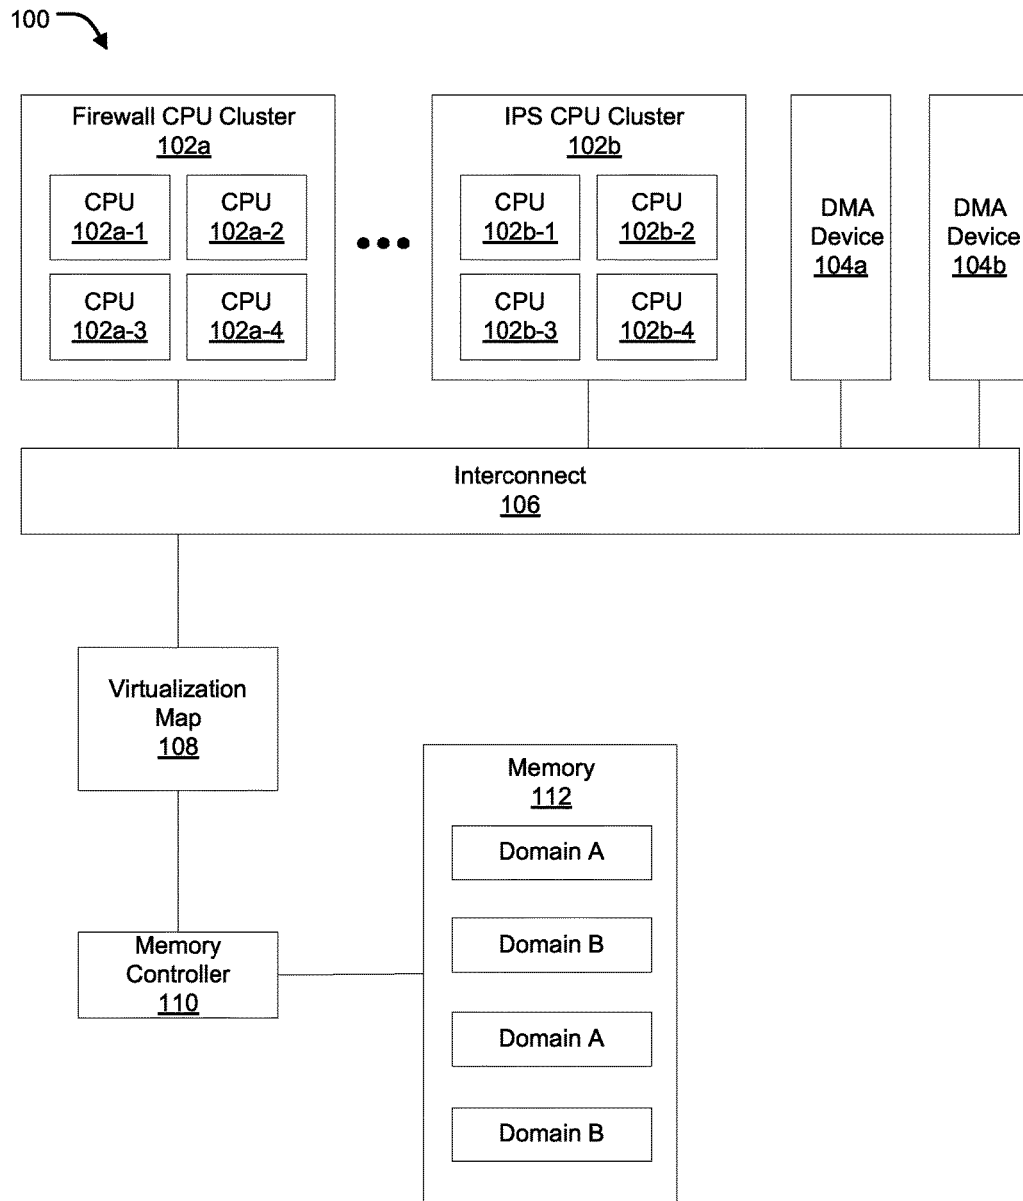 100
Firewall CPU Cluster
102a
CPU
102a-1
CPU
102a-2
CPU
102a-3
CPU
102a-4
IPS CPU Cluster
102b
CPU
102b-1
CPU
102b-2
CPU
102b-3
CPU
102b-4
DMA
Device
104a
DMA
Device
104b
Interconnect
106
Virtualization
Map
108
Memory
Controller
110
Memory
112
Domain A
Domain B
Domain A
Domain B